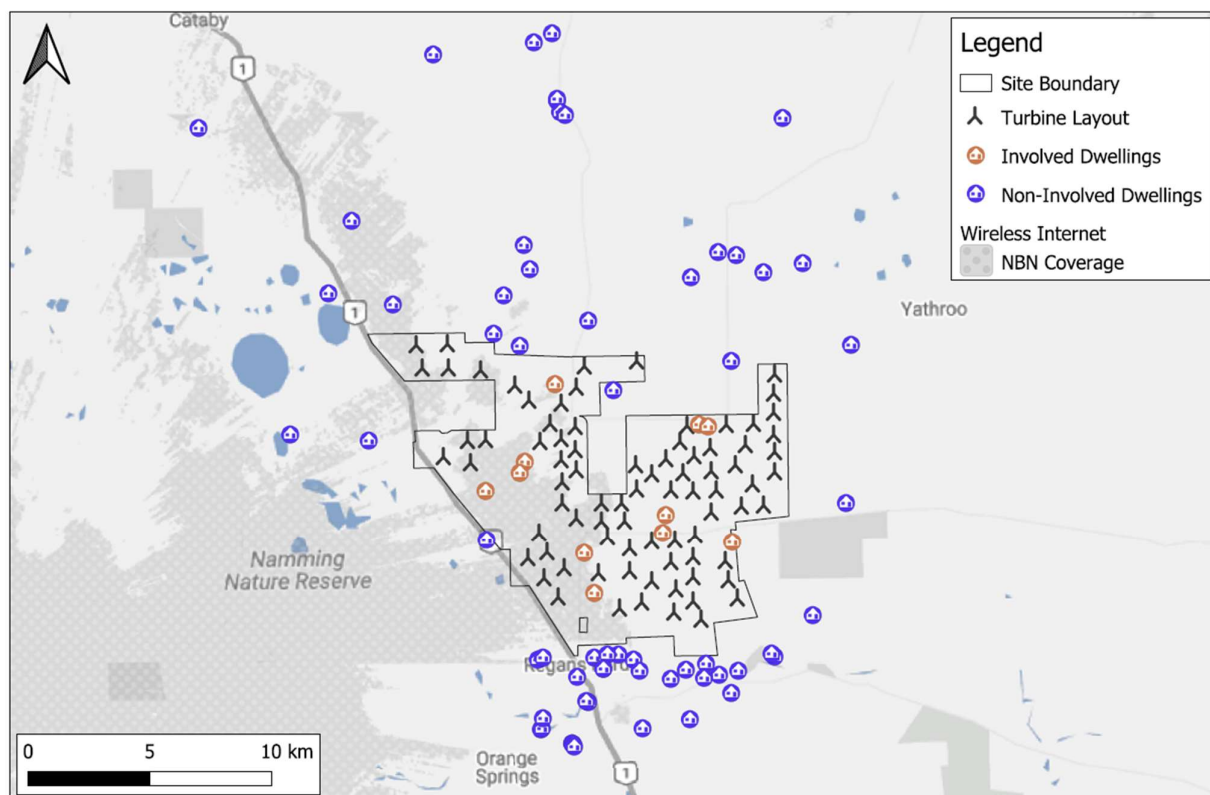 Cataby
1
Legend
Site Boundary
Turbine Layout
Involved Dwellings
Non-Involved Dwellings
Wireless Internet
NBN Coverage
Yathroo
1
Namming
Nature Reserve
0 5 10 km
Orange
Springs
1